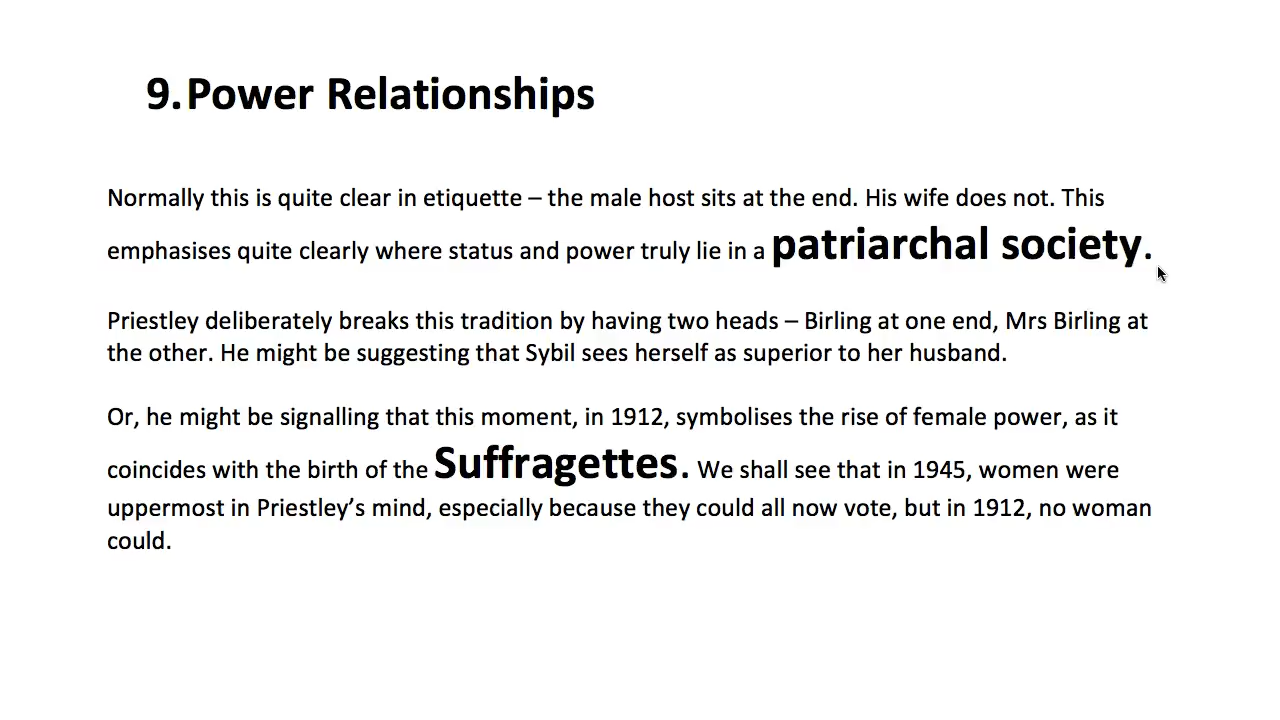 9. Power Relationships
Normally this is quite clear in etiquette – the male host sits at the end. His wife does not. This
emphasises quite clearly where status and power truly lie in a patriarchal society.
Priestley deliberately breaks this tradition by having two heads – Birling at one end, Mrs Birling at
the other. He might be suggesting that Sybil sees herself as superior to her husband.
Or, he might be signalling that this moment, in 1912, symbolises the rise of female power, as it
coincides with the birth of the Suffragettes. We shall see that in 1945, women were
uppermost in Priestley’s mind, especially because they could all now vote, but in 1912, no woman
could.